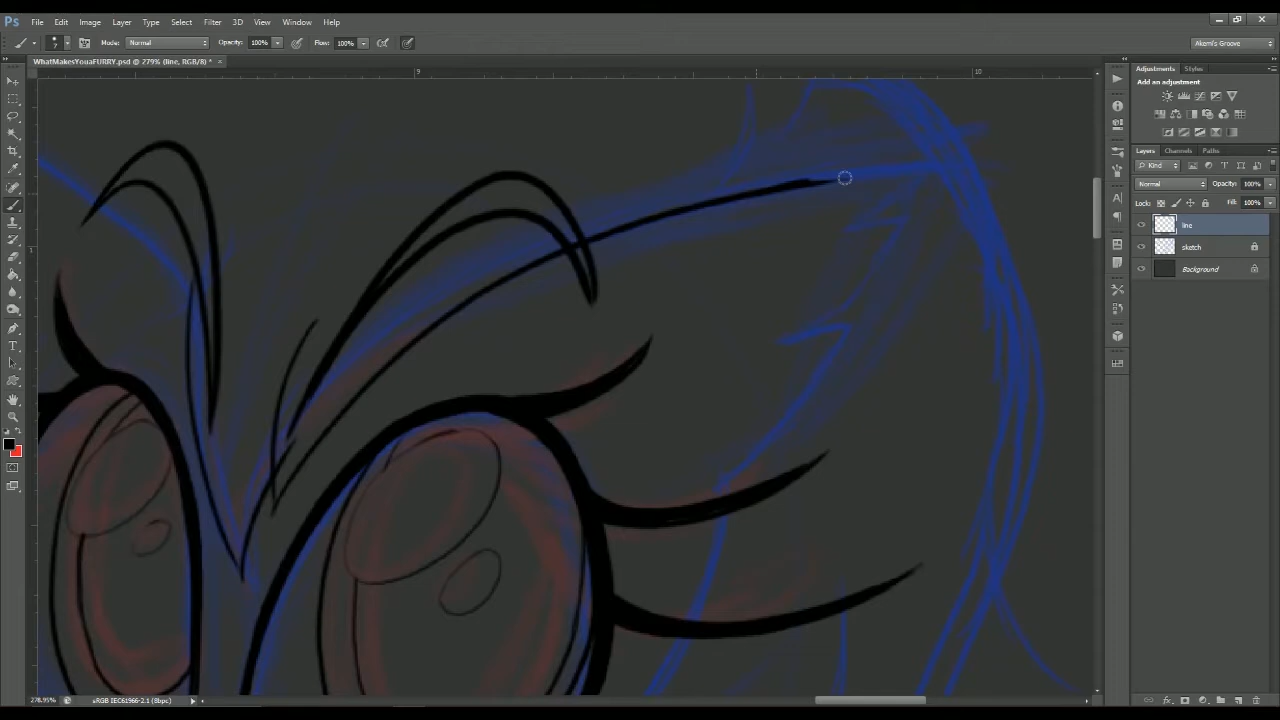 Ps File Edit Image Layer Type Select Filter 3D View Window Help
Mode: Normal Opacity: 100% Flow: 100% Akemi's Groove
WhatMakesYouaFURRY.psd @ 279% (line, RGB/8) * ×
9 10
1
Adjustments Styles
Add an adjustment
Layers Channels Paths
Kind
Normal Opacity: 100%
Lock: Fill: 100%
line
sketch
Background
278.95% sRGB IEC61966-2.1 (8bpc)